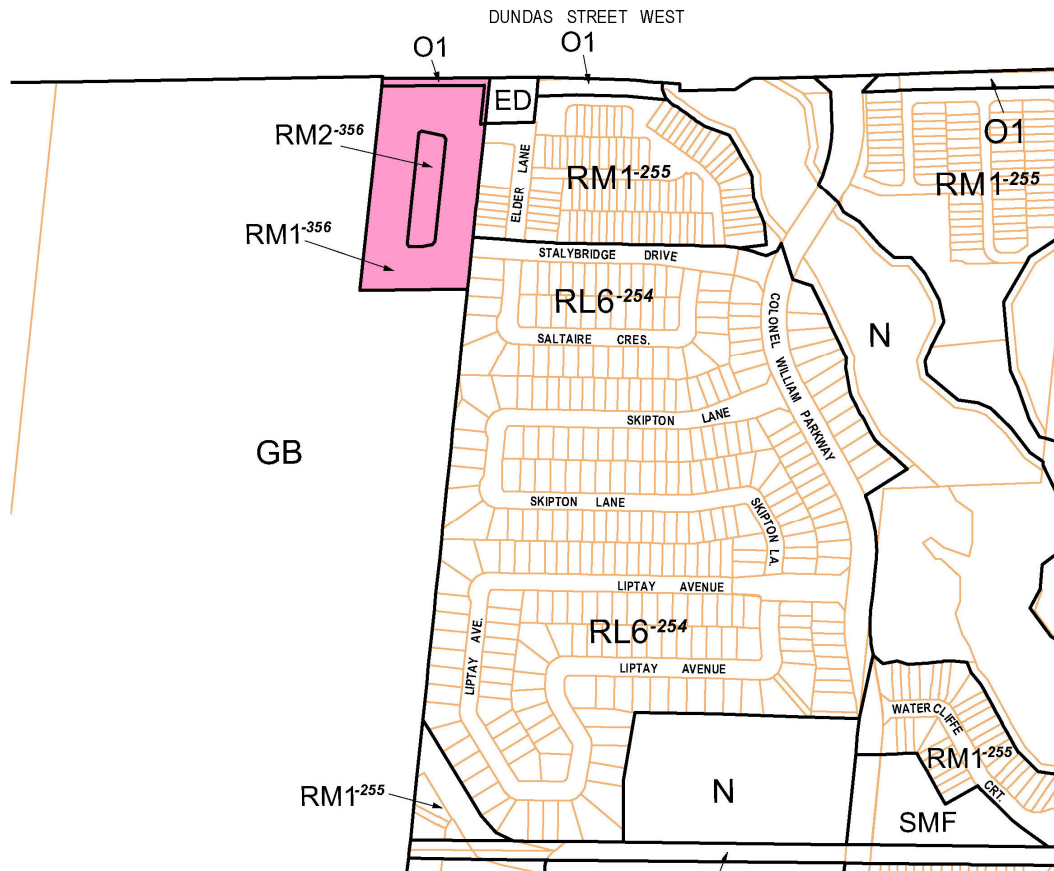 DUNDAS STREET WEST
O1
O1
ED
RM2-356
O1
ELDER LANE
RM1-255
RM1-255
RM1-356
STALYBRIDGE DRIVE
RL6-254
COLONEL WILLIAM PARKWAY
SALTAIRE CRES.
N
SKIPTON LANE
GB
SKIPTON LANE
SKIPTON LA.
LIPTAY AVENUE
LIPTAY AVE.
RL6-254
LIPTAY AVENUE
WATERCLIFFE CRT.
RM1-255
RM1-255
N
SMF